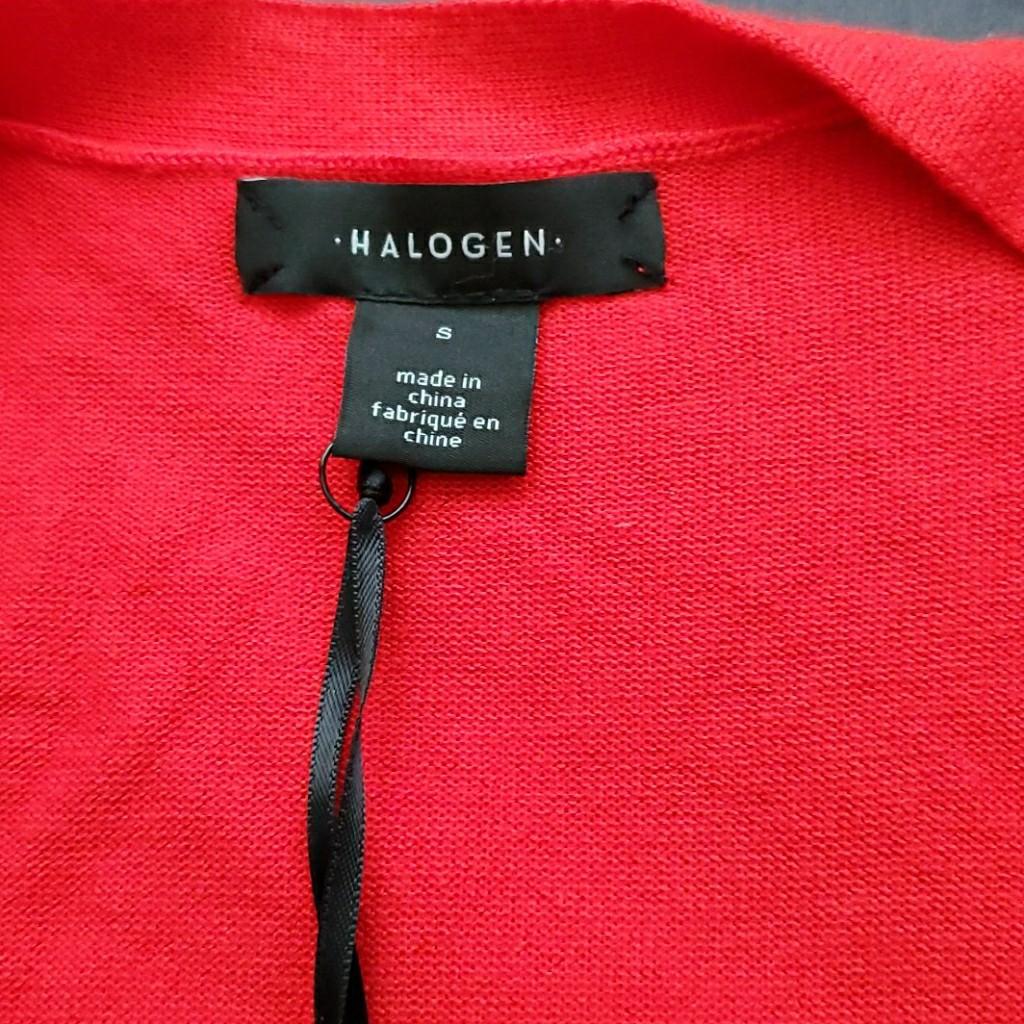 ·HALOGEN·
S
made in
china
fabriqué en
chine